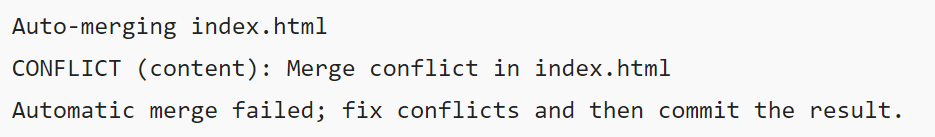 Auto-merging index.html
CONFLICT (content): Merge conflict in index.html
Automatic merge failed; fix conflicts and then commit the result.